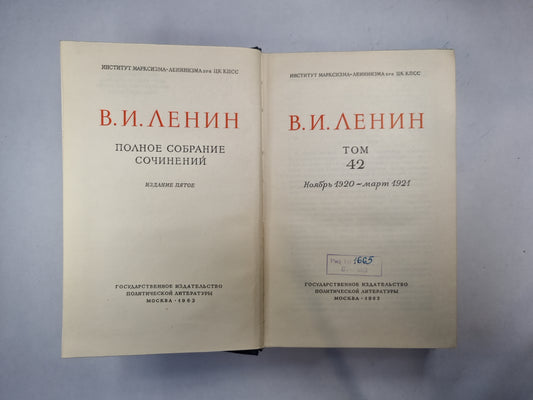 ИНСТИТУТ МАРКСИЗМА-ЛЕНИНИЗМА при ЦК КПСС
В. И. ЛЕНИН
ПОЛНОЕ СОБРАНИЕ
СОЧИНЕНИЙ
ИЗДАНИЕ ПЯТОЕ
ГОСУДАРСТВЕННОЕ ИЗДАТЕЛЬСТВО
ПОЛИТИЧЕСКОЙ ЛИТЕРАТУРЫ
МОСКВА • 1963
ИНСТИТУТ МАРКСИЗМА-ЛЕНИНИЗМА при ЦК КПСС
В. И. ЛЕНИН
ТОМ
42
Ноябрь 1920 – март 1921
1665
ГОСУДАРСТВЕННОЕ ИЗДАТЕЛЬСТВО
ПОЛИТИЧЕСКОЙ ЛИТЕРАТУРЫ
МОСКВА • 1963